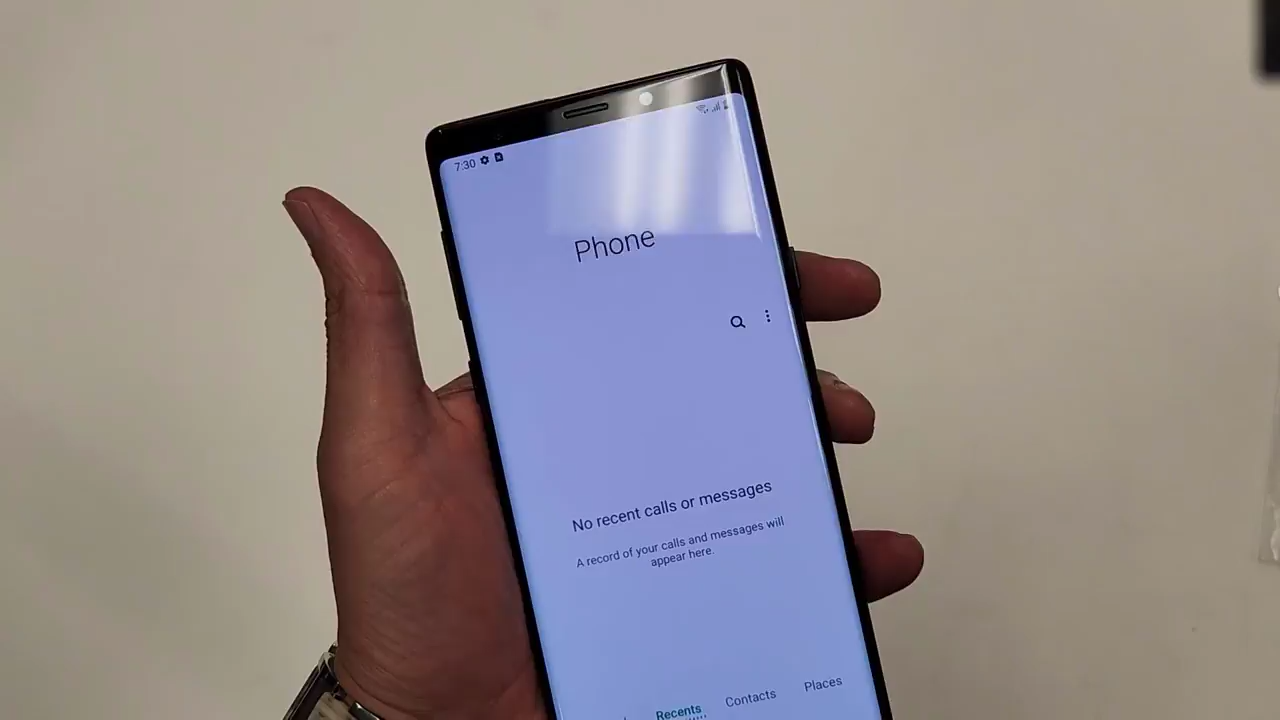 7:30
Phone
No recent calls or messages
A record of your calls and messages will
appear here.
Recents Contacts Places